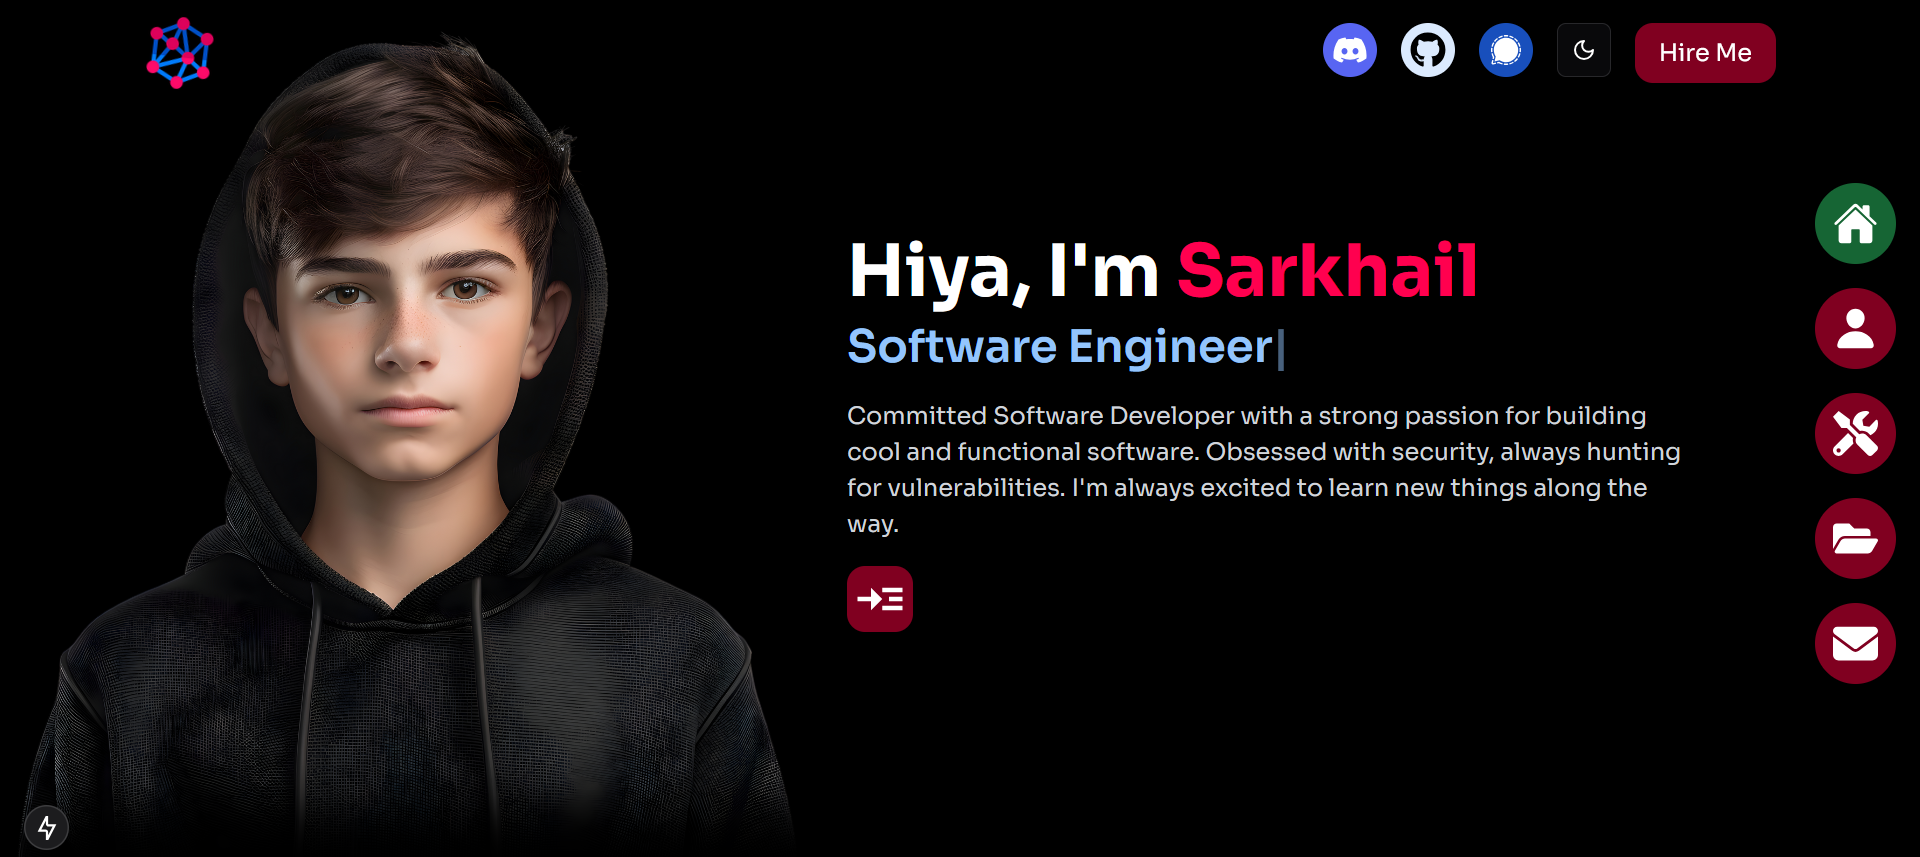 Hire Me
Hiya, I'm Sarkhail
Software Engineer|
Committed Software Developer with a strong passion for building
cool and functional software. Obsessed with security, always hunting
for vulnerabilities. I'm always excited to learn new things along the
way.